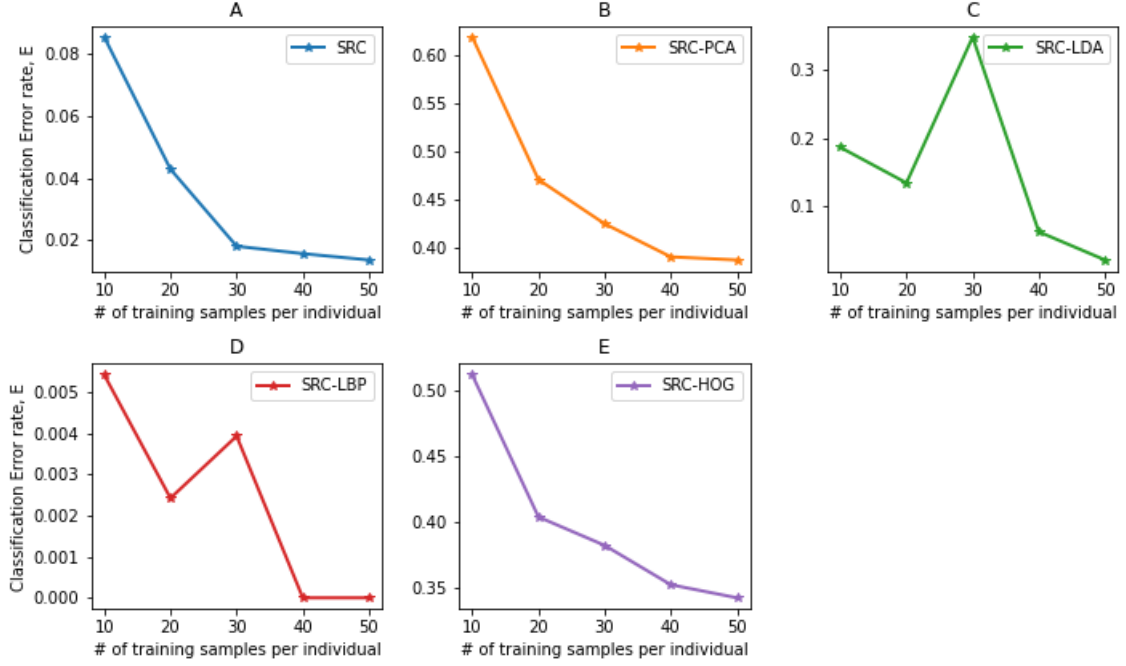 A
Classification Error rate, E
0.08
0.06
0.04
0.02
SRC
10 20 30 40 50
# of training samples per individual
B
0.60
0.55
0.50
0.45
0.40
SRC-PCA
10 20 30 40 50
# of training samples per individual
C
0.3
0.2
0.1
SRC-LDA
10 20 30 40 50
# of training samples per individual
D
Classification Error rate, E
0.005
0.004
0.003
0.002
0.001
0.000
SRC-LBP
10 20 30 40 50
# of training samples per individual
E
0.50
0.45
0.40
0.35
SRC-HOG
10 20 30 40 50
# of training samples per individual